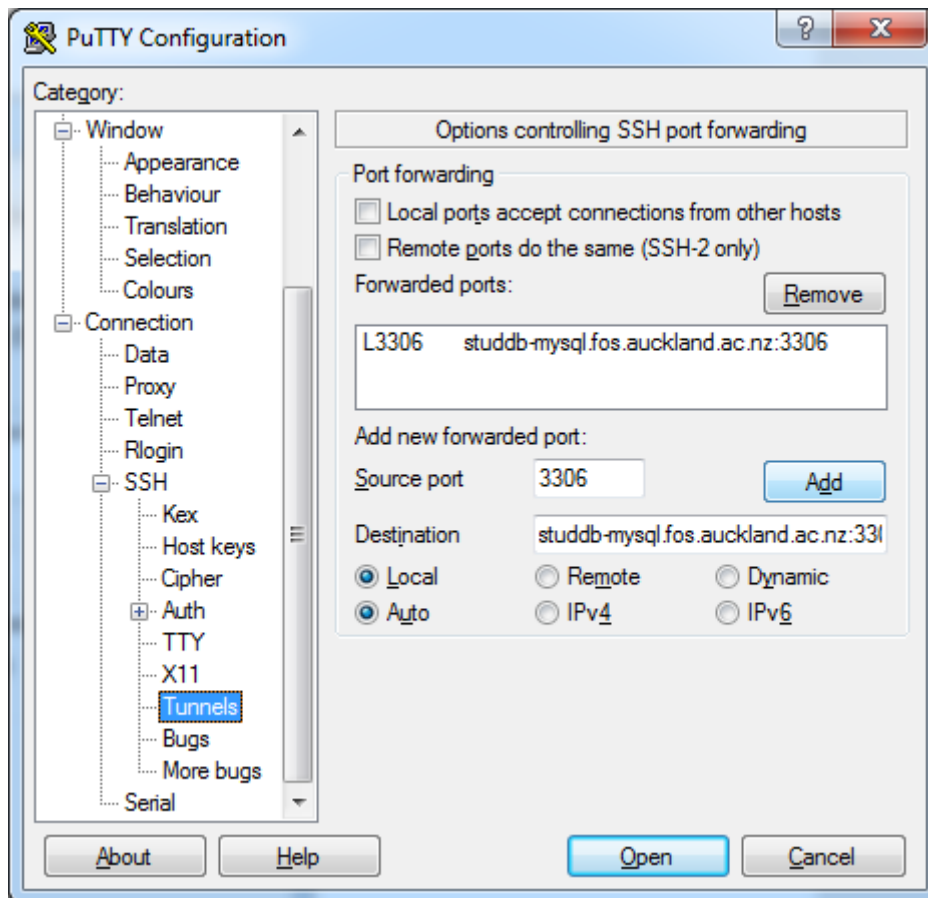 PuTTY Configuration
Category:
Window
Appearance
Behaviour
Translation
Selection
Colours
Connection
Data
Proxy
Telnet
Rlogin
SSH
Kex
Host keys
Cipher
Auth
TTY
X11
Tunnels
Bugs
More bugs
Serial
Options controlling SSH port forwarding
Port forwarding
Local ports accept connections from other hosts
Remote ports do the same (SSH-2 only)
Forwarded ports:
Remove
L3306 studdb-mysql.fos.auckland.ac.nz:3306
Add new forwarded port:
Source port 3306 Add
Destination studdb-mysql.fos.auckland.ac.nz:330
Local Remote Dynamic
Auto IPv4 IPv6
About Help Open Cancel